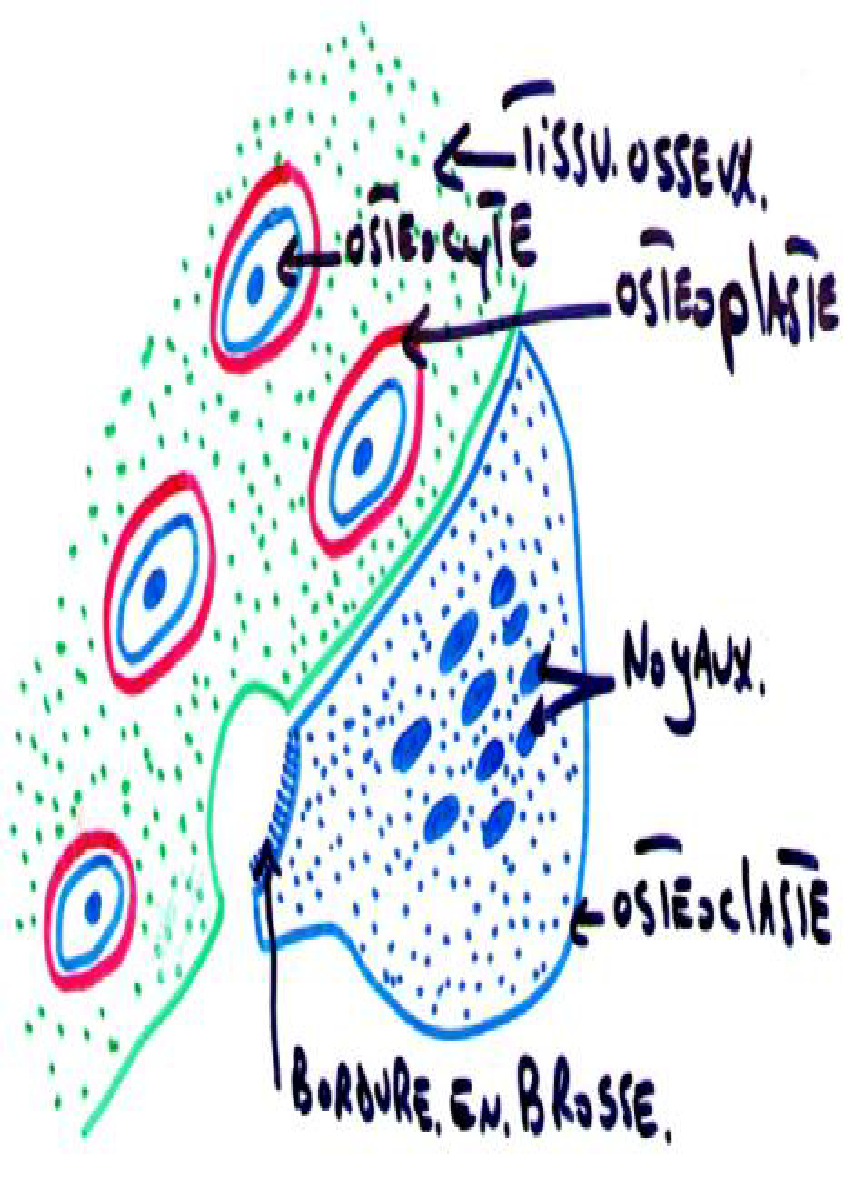 TiSSU.OSSEUX.
OSTEocyTE
OSTEoplASTE
NoyAUX.
OSTEoclASTE
BoRDURE.EN.BRoSSE.